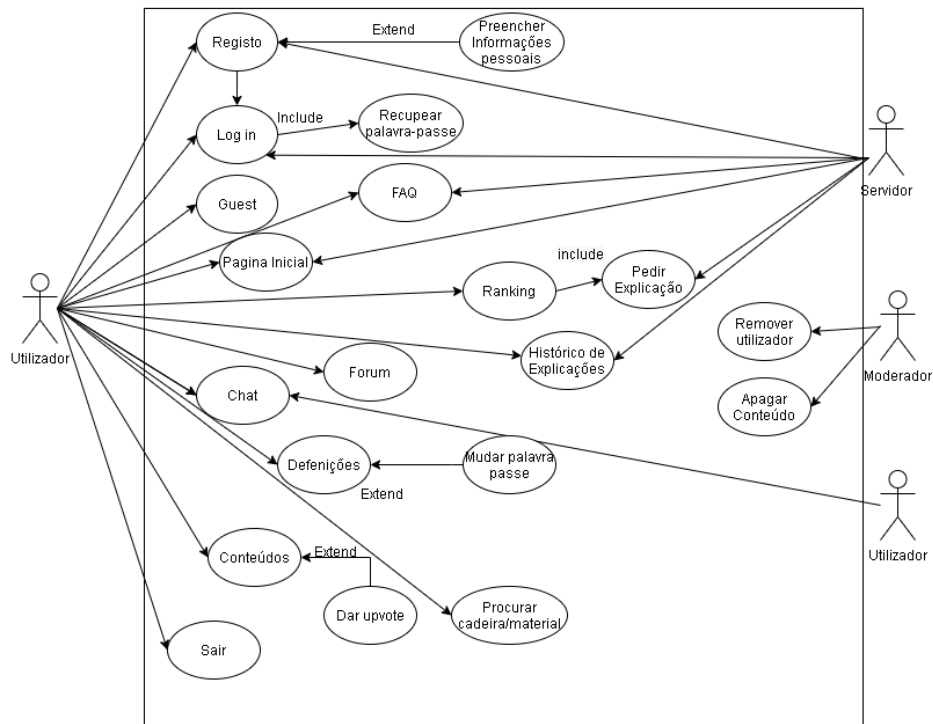 Registo
Extend
Preencher
Informações
pessoais
Log in
Include
Recupear
palavra-passe
Servidor
Guest
FAQ
Pagina Inicial
include
Ranking
Pedir
Explicação
Utilizador
Remover
utilizador
Moderador
Histórico de
Explicações
Forum
Chat
Apagar
Conteúdo
Defenições
Mudar palavra
passe
Extend
Utilizador
Conteúdos
Extend
Dar upvote
Procurar
cadeira/material
Sair